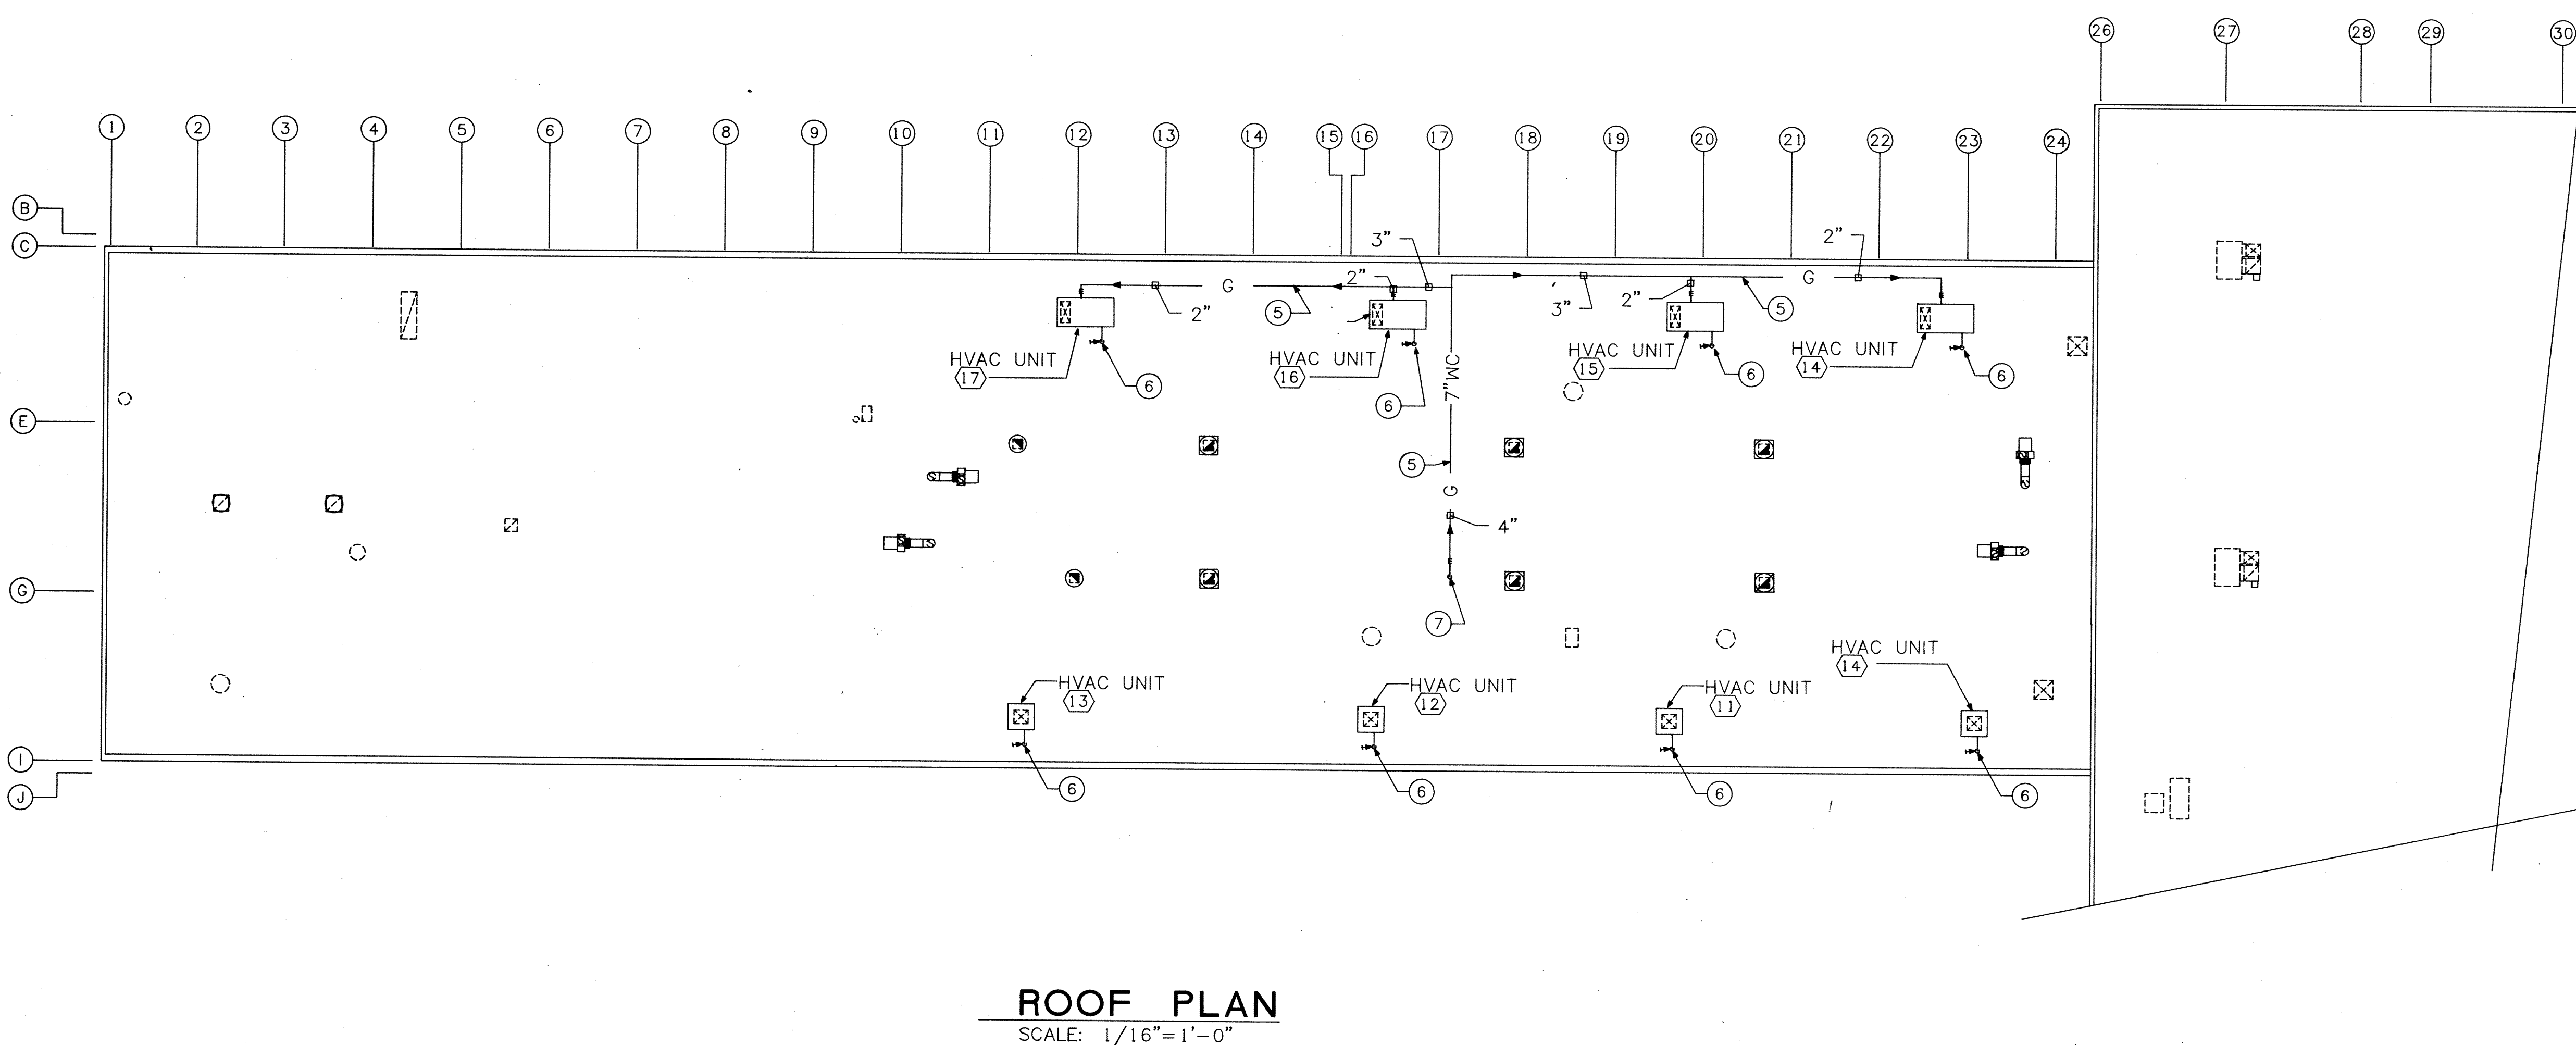 26 27 28 29 30
1 2 3 4 5 6 7 8 9 10 11 12 13 14 15 16 17 18 19 20 21 22 23 24
B
C
3" 2"
2" G 2" G
2" 5 3" 2" 5
HVAC UNIT
17
6
HVAC UNIT
16
6
7"WC
HVAC UNIT
15
6
HVAC UNIT
14
6
E
5
G
4"
G
7
HVAC UNIT
13
HVAC UNIT
12
HVAC UNIT
11
HVAC UNIT
14
I
J
6 6 6 6
ROOF PLAN
SCALE: 1/16"=1'-0"